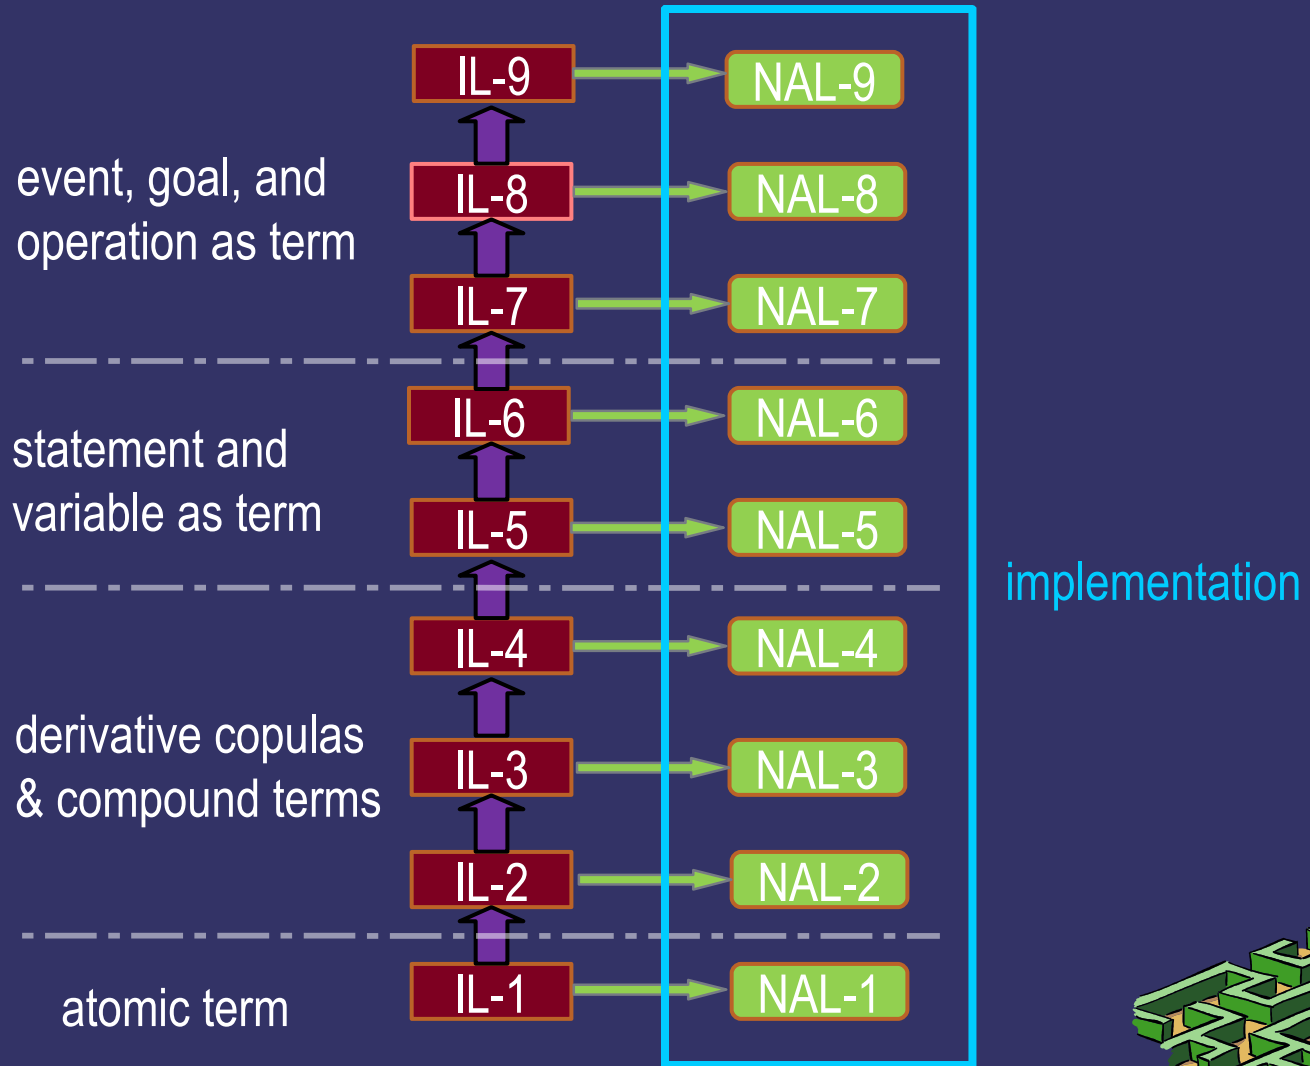 IL-9
NAL-9
event, goal, and
operation as term
IL-8
NAL-8
IL-7
NAL-7
statement and
variable as term
IL-6
NAL-6
IL-5
NAL-5
implementation
derivative copulas
& compound terms
IL-4
NAL-4
IL-3
NAL-3
IL-2
NAL-2
atomic term
IL-1
NAL-1